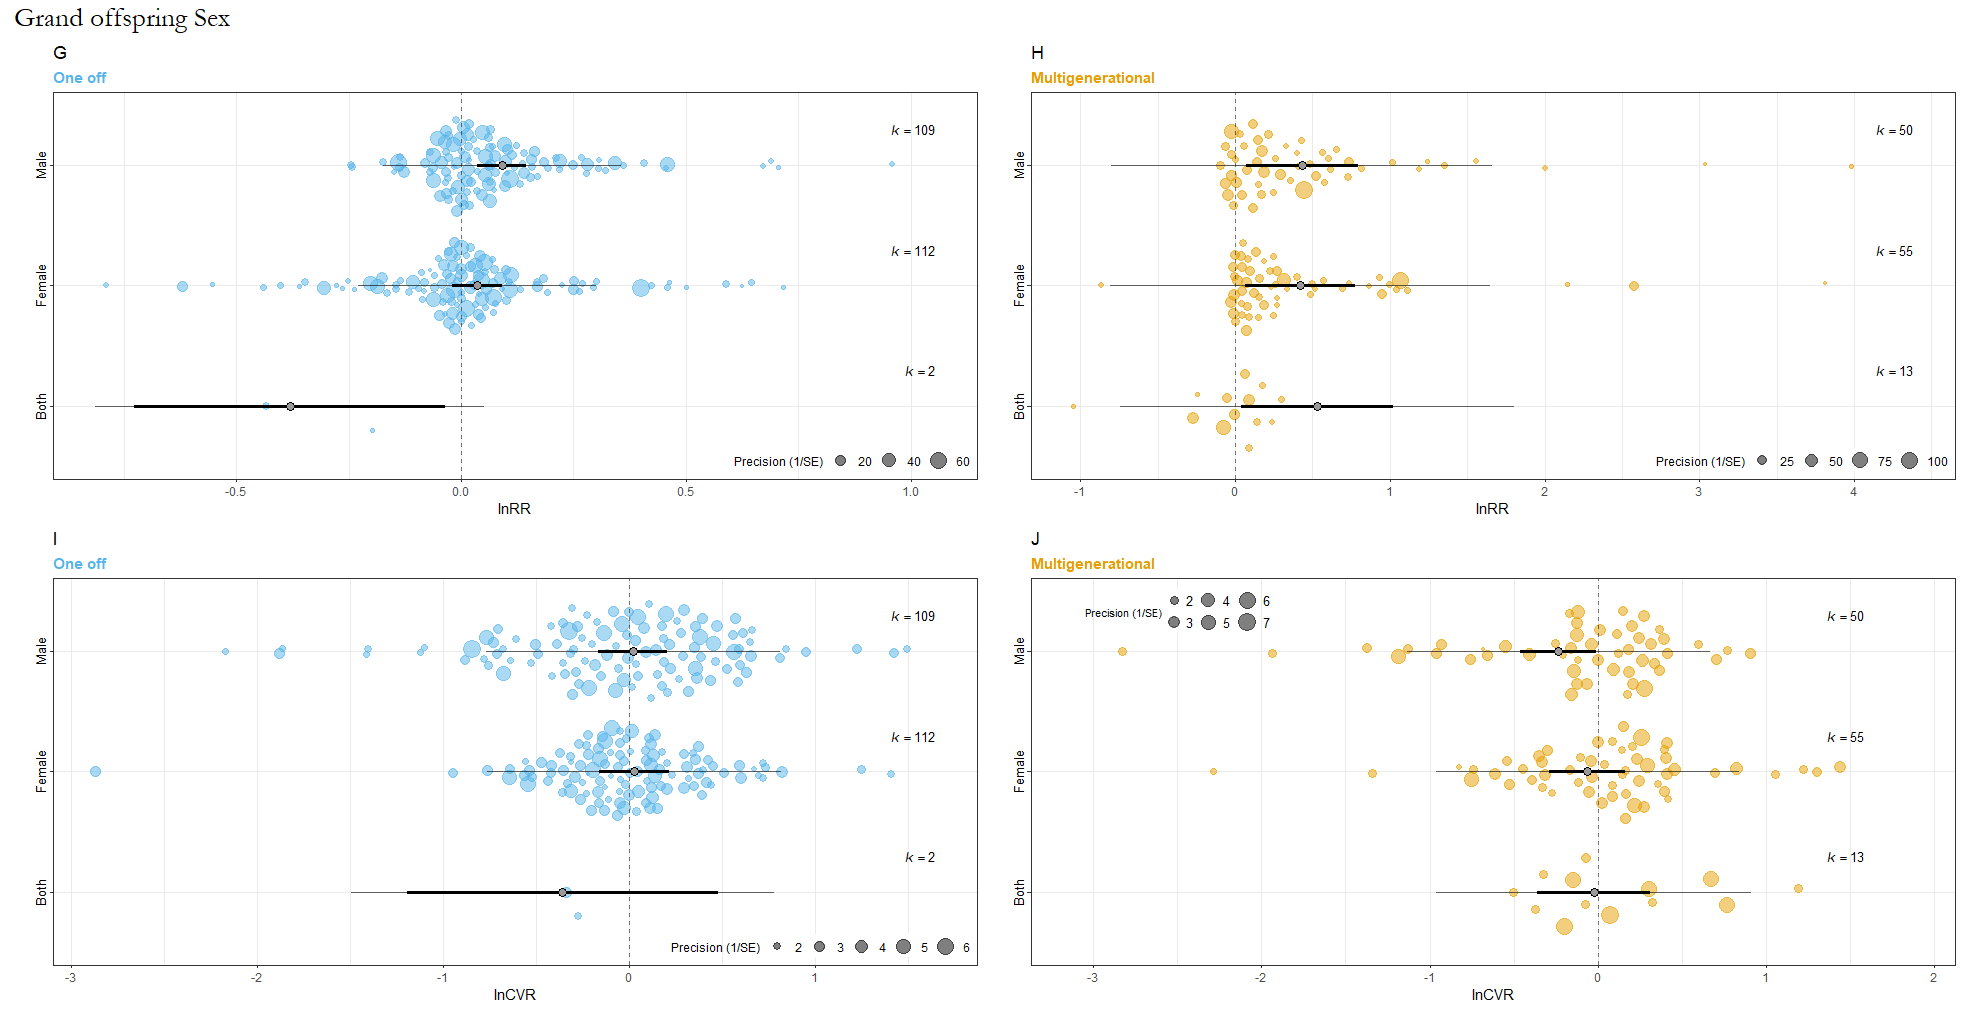 Grand offspring Sex
G
One off
Male
Female
Both
k = 109
k = 112
k = 2
Precision (1/SE) 20 40 60
-0.5 0.0 0.5 1.0
lnRR
H
Multigenerational
Male
Female
Both
k = 50
k = 55
k = 13
Precision (1/SE) 25 50 75 100
-1 0 1 2 3 4
lnRR
I
One off
Male
Female
Both
k = 109
k = 112
k = 2
Precision (1/SE) 2 3 4 5 6
-3 -2 -1 0 1
lnCVR
J
Multigenerational
Precision (1/SE) 2 4 6
3 5 7
Male
Female
Both
k = 50
k = 55
k = 13
-3 -2 -1 0 1 2
lnCVR